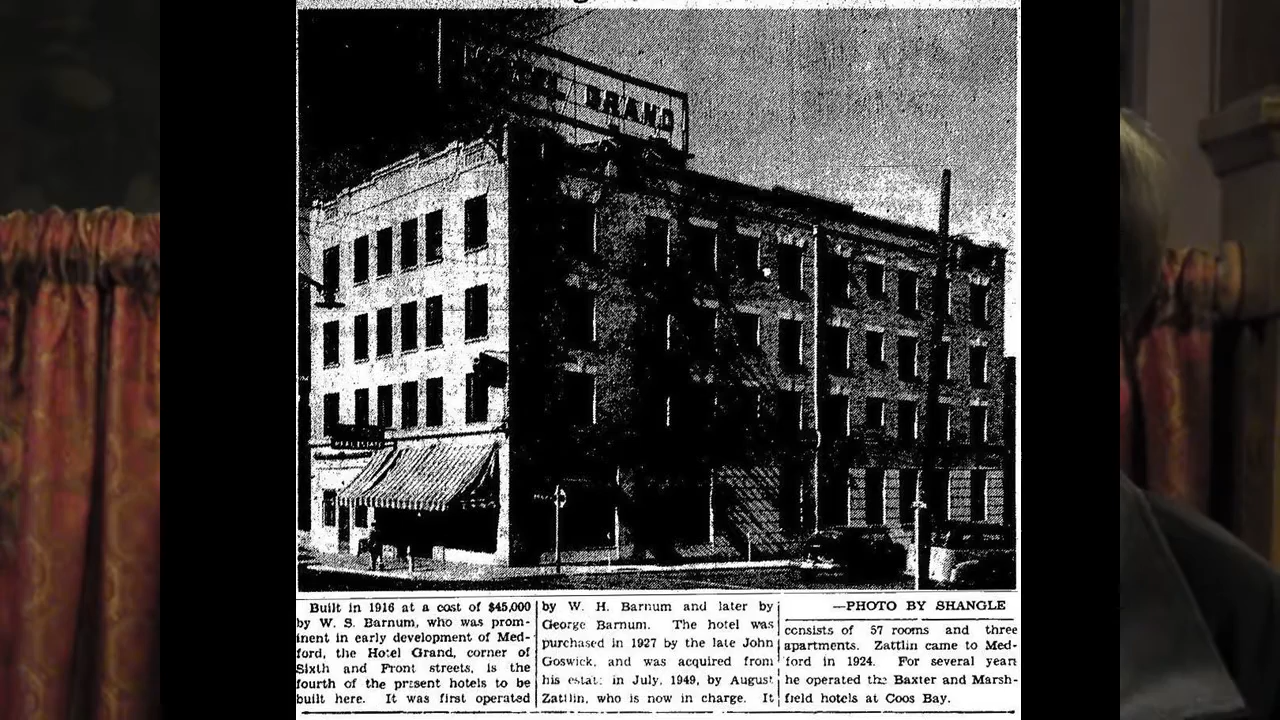 HOTEL GRAND
REAL ESTATE
Built in 1916 at a cost of $45,000
by W. S. Barnum, who was prom-
inent in early development of Med-
ford, the Hotel Grand, corner of
Sixth and Front streets, is the
fourth of the present hotels to be
built here. It was first operated
by W. H. Barnum and later by
George Barnum. The hotel was
purchased in 1927 by the late John
Goswick, and was acquired from
his estate in July, 1949, by August
Zattlin, who is now in charge. It
—PHOTO BY SHANGLE
consists of 57 rooms and three
apartments. Zattlin came to Med-
ford in 1924. For several years
he operated the Baxter and Marsh-
field hotels at Coos Bay.